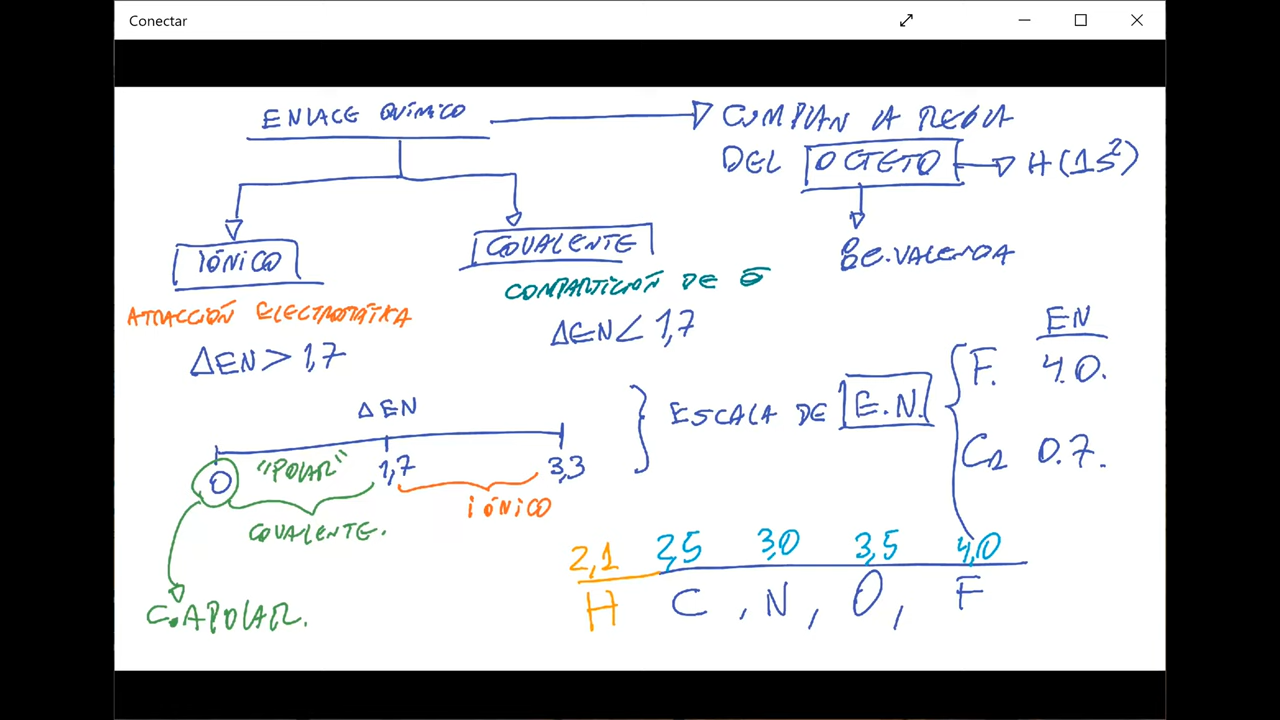 Conectar
ENLACE QUÍMICO
CUMPLAN LA REGLA
DEL OCTETO
H(1s²)
8e. VALENCIA
IÓNICO
COVALENTE
ATRACCIÓN ELECTROSTÁTICA
COMPARTICIÓN DE ē
ΔEN > 1,7
ΔEN < 1,7
ΔEN
0
"POLAR"
1,7
3,3
COVALENTE.
IÓNICO
C. APOLAR.
ESCALA DE E.N.
EN
F. 4.0.
Cs 0.7.
2,1 2,5 3,0 3,5 4,0
H C, N, O, F